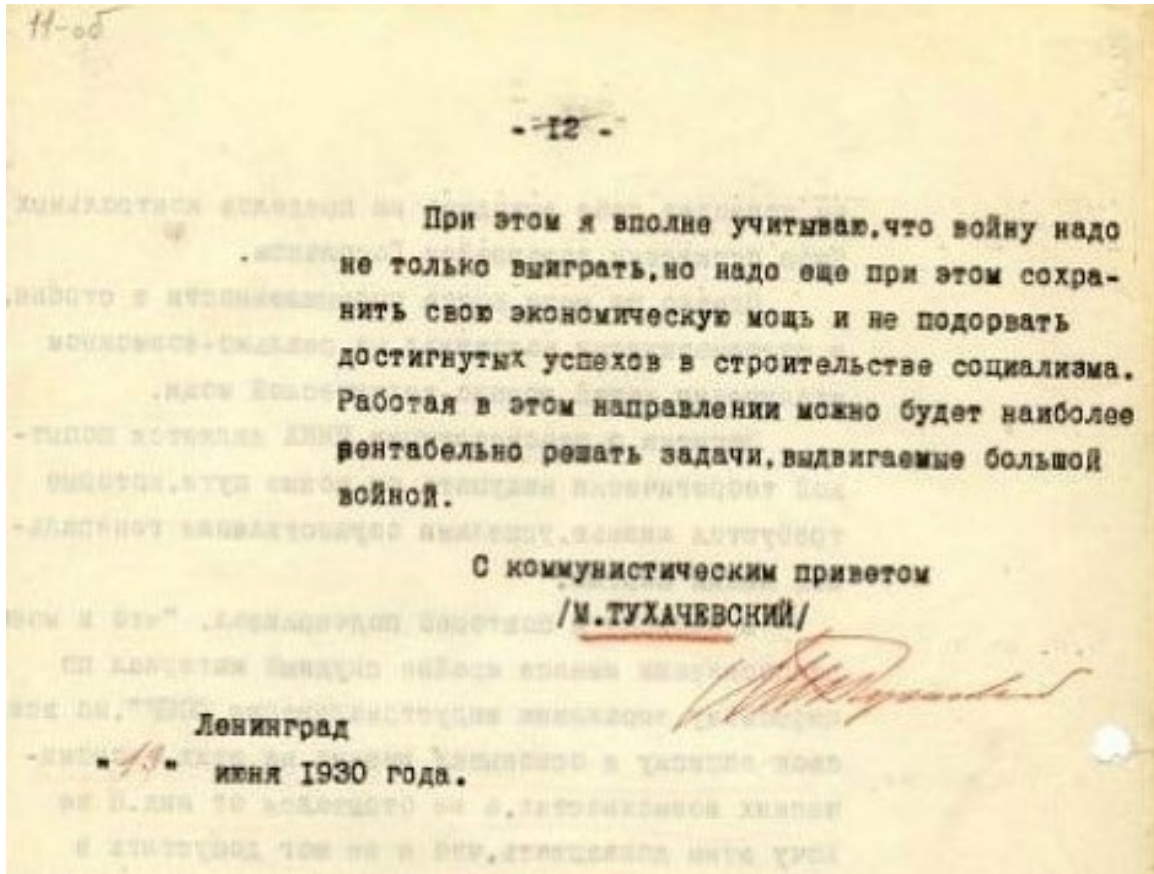 11-об
- 12 -
При этом я вполне учитываю,что войну надо
не только выиграть,но надо еще при этом сохра-
нить свою экономическую мощь и не подорвать
достигнутых успехов в строительстве социализма.
Работая в этом направлении можно будет наиболее
рентабельно решать задачи,выдвигаемые большой
войной.
С коммунистическим приветом
/М.ТУХАЧЕВСКИЙ/
Ленинград
"19" июня 1930 года.